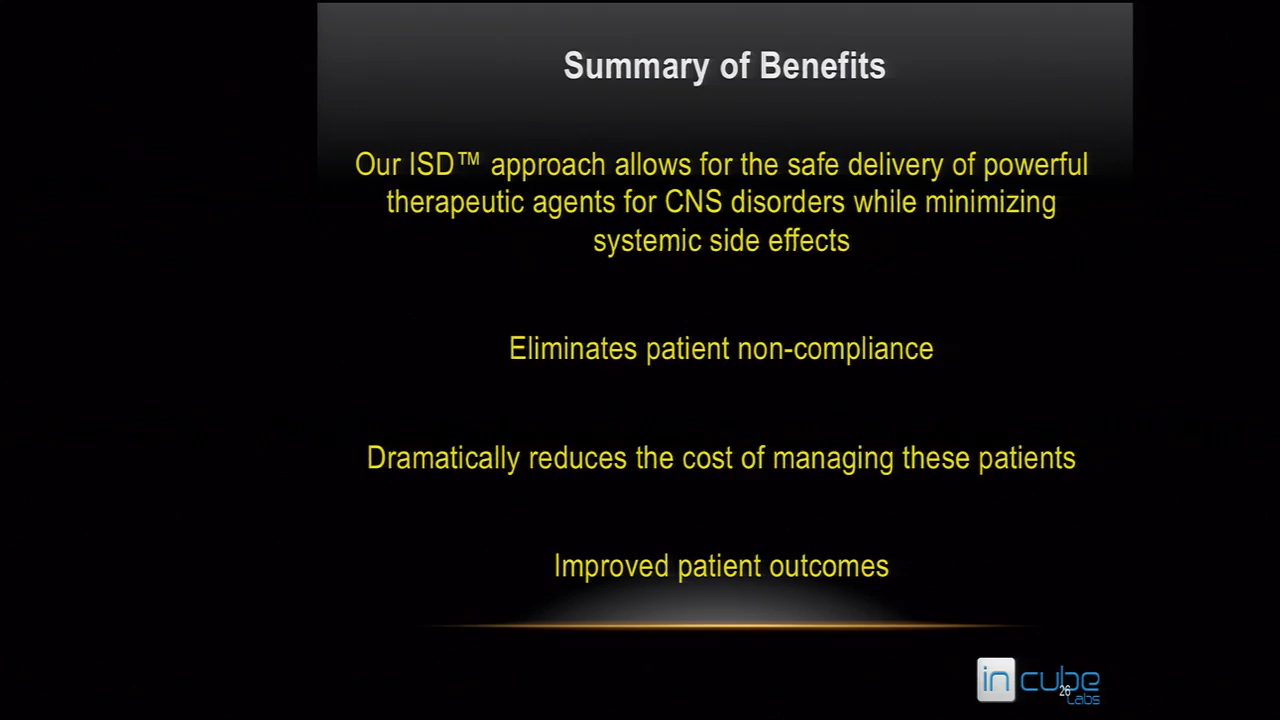 Summary of Benefits
Our ISD™ approach allows for the safe delivery of powerful
therapeutic agents for CNS disorders while minimizing
systemic side effects
Eliminates patient non-compliance
Dramatically reduces the cost of managing these patients
Improved patient outcomes
in cube
26
Labs